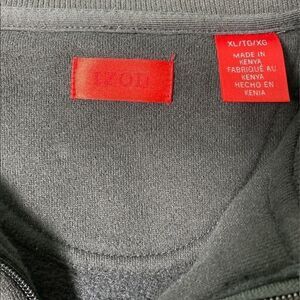 IZOD
XL/TG/XG
MADE IN
KENYA
FABRIQUÉ AU
KENYA
HECHO EN
KENIA